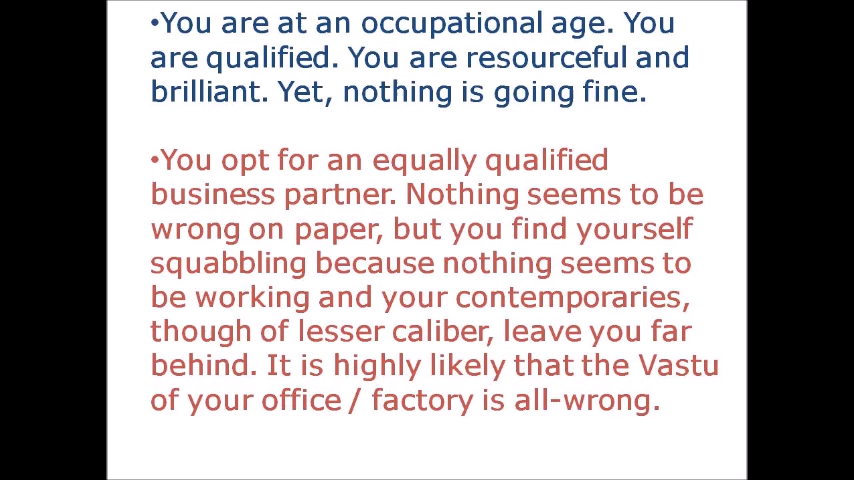 •You are at an occupational age. You
are qualified. You are resourceful and
brilliant. Yet, nothing is going fine.
•You opt for an equally qualified
business partner. Nothing seems to be
wrong on paper, but you find yourself
squabbling because nothing seems to
be working and your contemporaries,
though of lesser caliber, leave you far
behind. It is highly likely that the Vastu
of your office / factory is all-wrong.